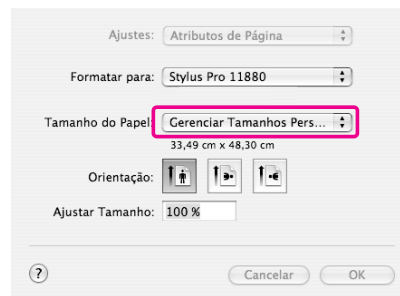 Ajustes: Atributos de Página
Formatar para: Stylus Pro 11880
Tamanho do Papel: Gerenciar Tamanhos Pers...
33,49 cm x 48,30 cm
Orientação:
Ajustar Tamanho: 100 %
? Cancelar OK